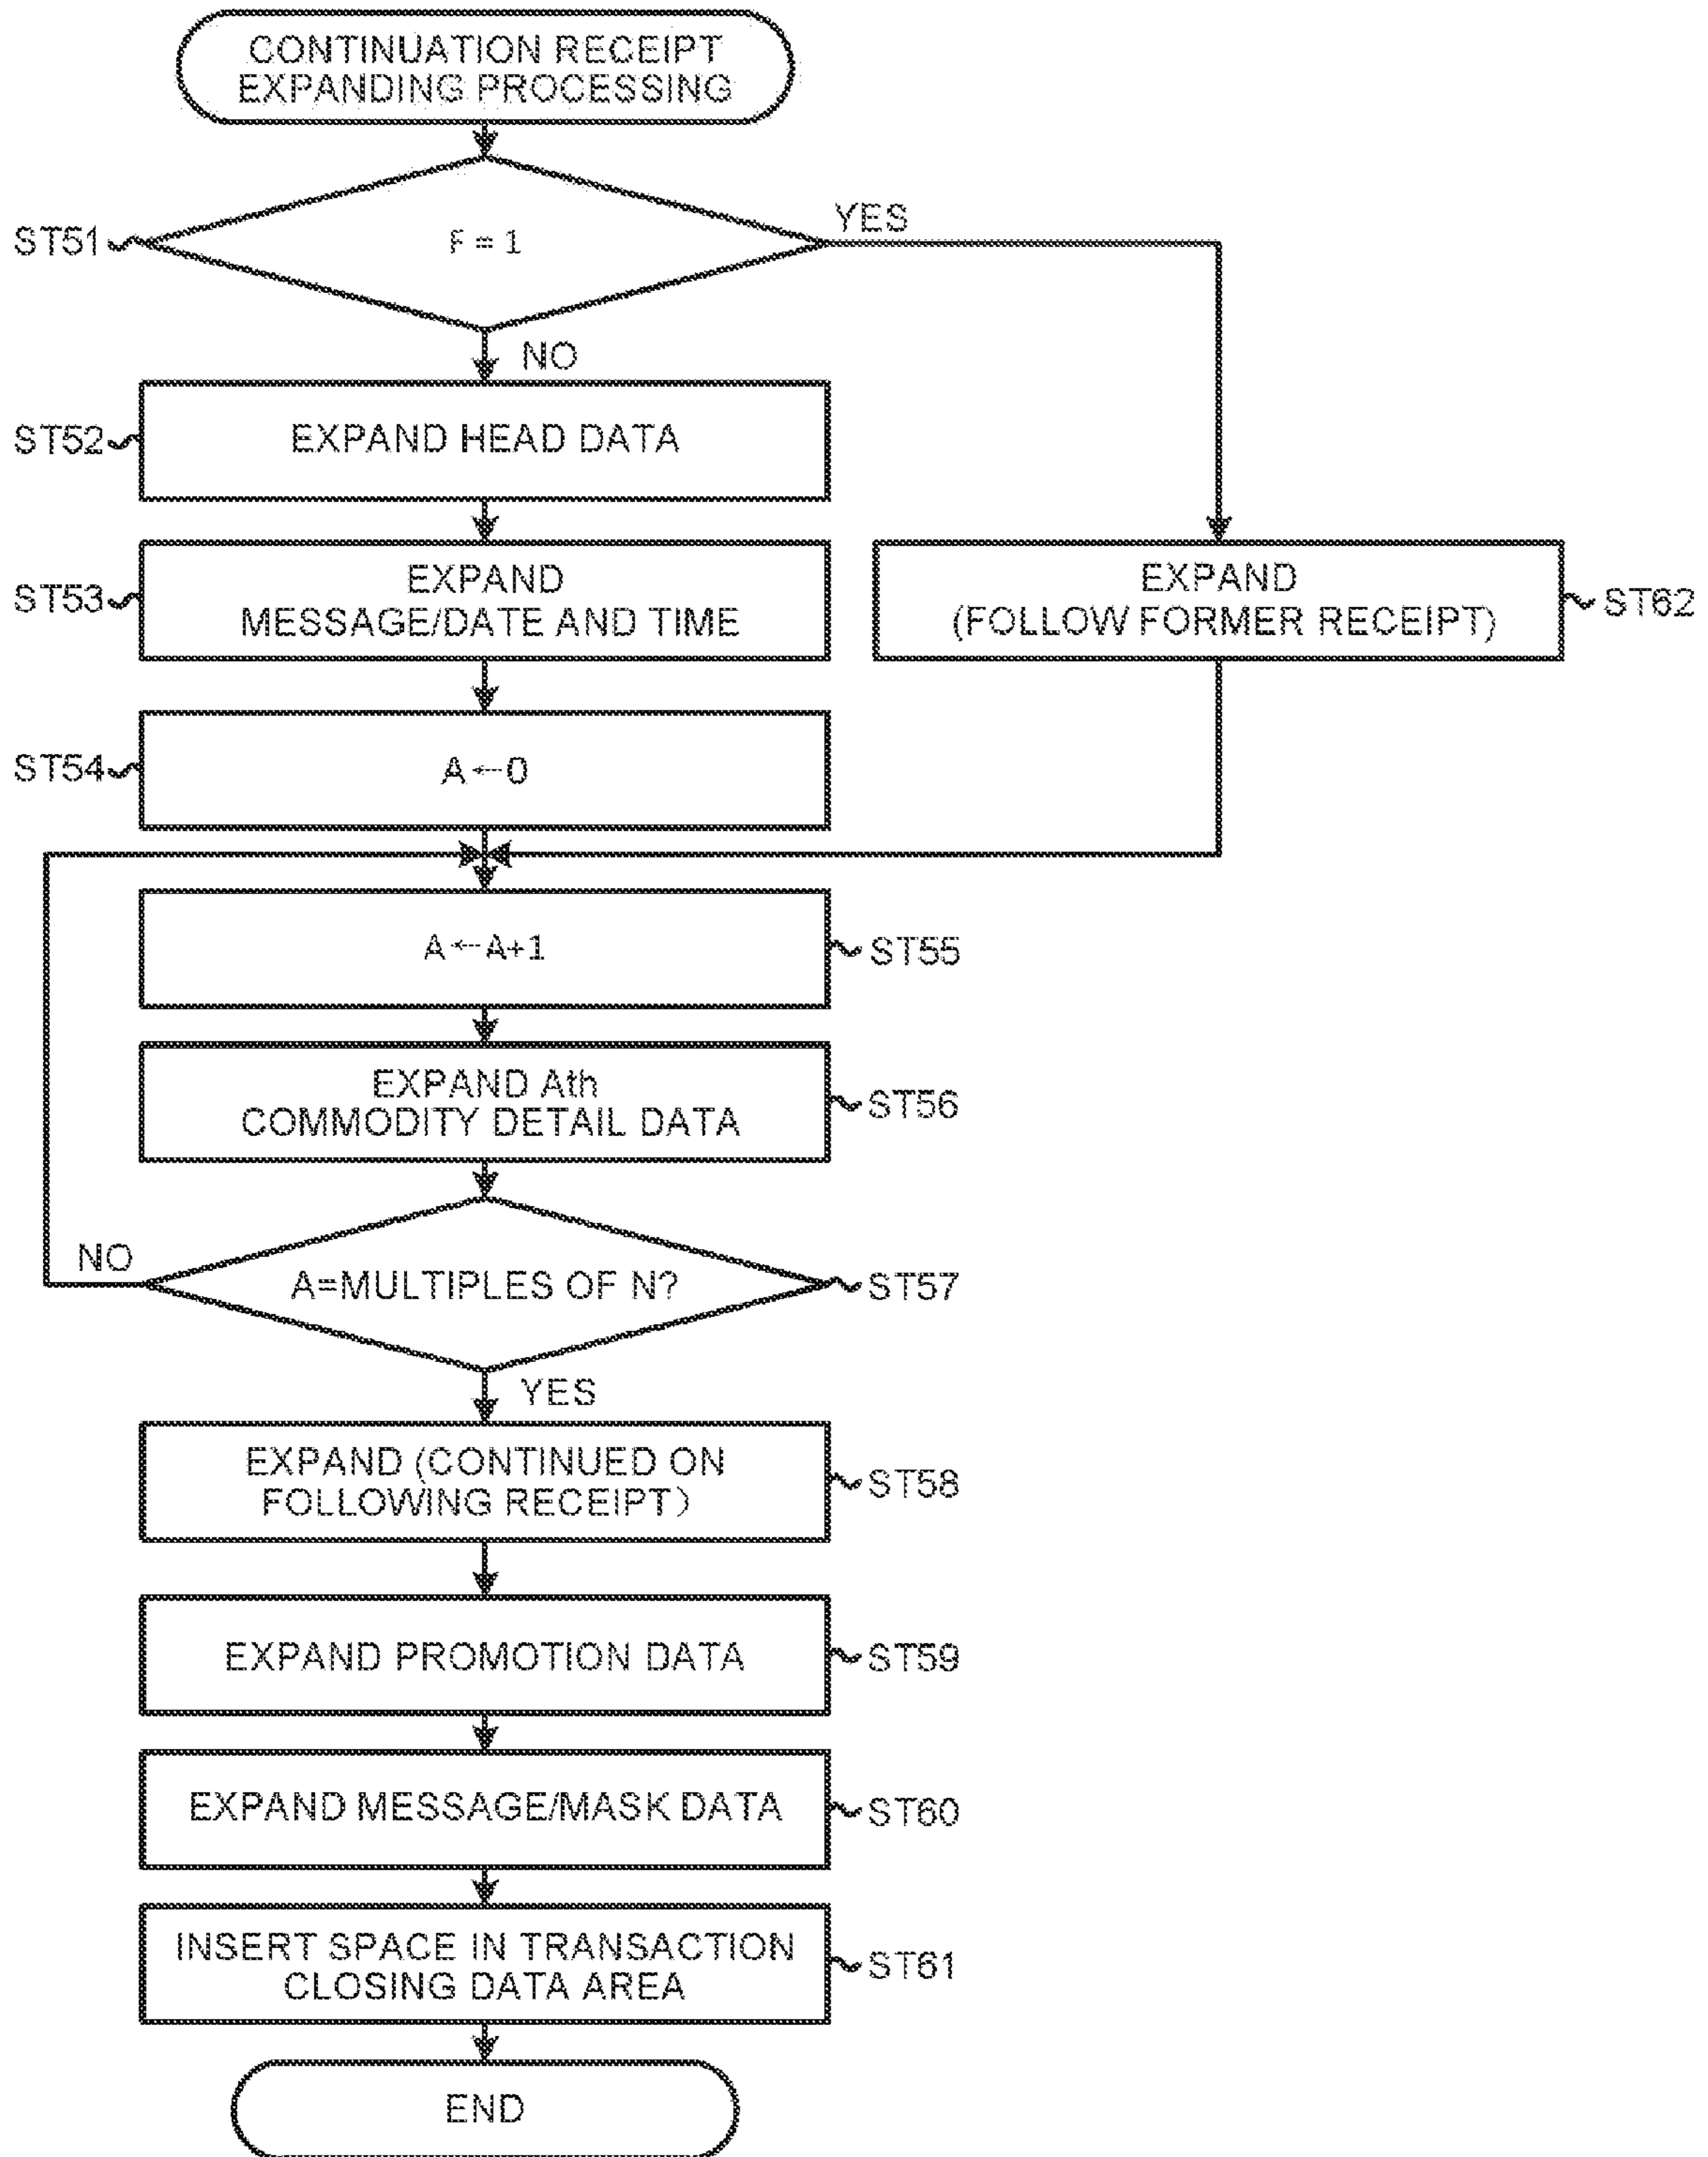 CONTINUATION RECEIPT
EXPANDING PROCESSING
ST51
F = 1
YES
NO
ST52
EXPAND HEAD DATA
ST53
EXPAND
MESSAGE/DATE AND TIME
EXPAND
(FOLLOW FORMER RECEIPT)
ST62
ST54
A←0
A←A+1
ST55
EXPAND Ath
COMMODITY DETAIL DATA
ST56
NO
A=MULTIPLES OF N?
ST57
YES
EXPAND (CONTINUED ON
FOLLOWING RECEIPT)
ST58
EXPAND PROMOTION DATA
ST59
EXPAND MESSAGE/MASK DATA
ST60
INSERT SPACE IN TRANSACTION
CLOSING DATA AREA
ST61
END